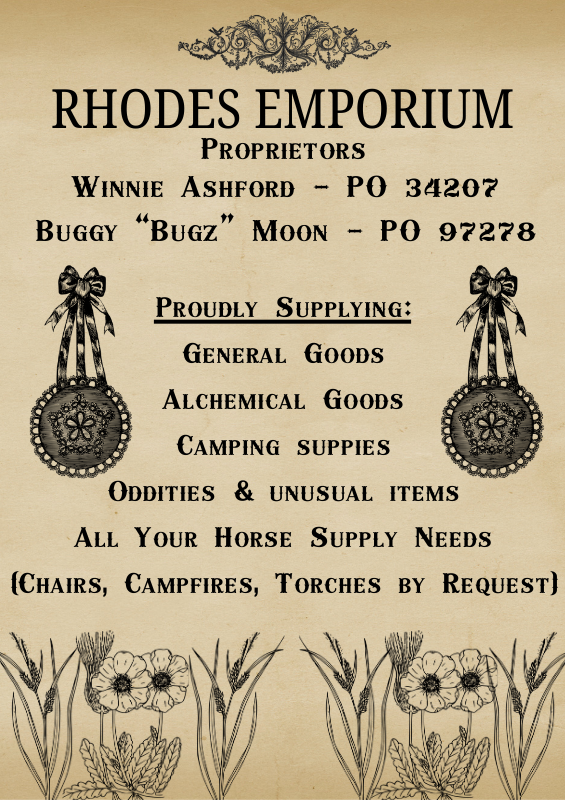 RHODES EMPORIUM
Proprietors
Winnie Ashford - PO 34207
Buggy “Bugz” Moon - PO 97278
Proudly Supplying:
General Goods
Alchemical Goods
Camping suppies
Oddities & unusual items
All Your Horse Supply Needs
(Chairs, Campfires, Torches by Request)